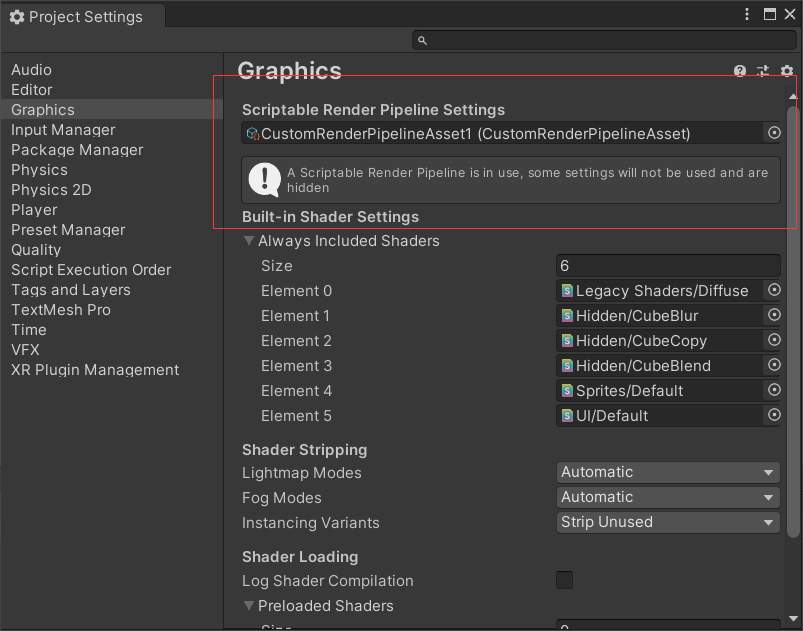 Project Settings
Audio
Editor
Graphics
Input Manager
Package Manager
Physics
Physics 2D
Player
Preset Manager
Quality
Script Execution Order
Tags and Layers
TextMesh Pro
Time
VFX
XR Plugin Management
Graphics
Scriptable Render Pipeline Settings
CustomRenderPipelineAsset1 (CustomRenderPipelineAsset)
A Scriptable Render Pipeline is in use, some settings will not be used and are
hidden
Built-in Shader Settings
Always Included Shaders
Size 6
Element 0 Legacy Shaders/Diffuse
Element 1 Hidden/CubeBlur
Element 2 Hidden/CubeCopy
Element 3 Hidden/CubeBlend
Element 4 Sprites/Default
Element 5 UI/Default
Shader Stripping
Lightmap Modes Automatic
Fog Modes Automatic
Instancing Variants Strip Unused
Shader Loading
Log Shader Compilation
Preloaded Shaders
Size 0